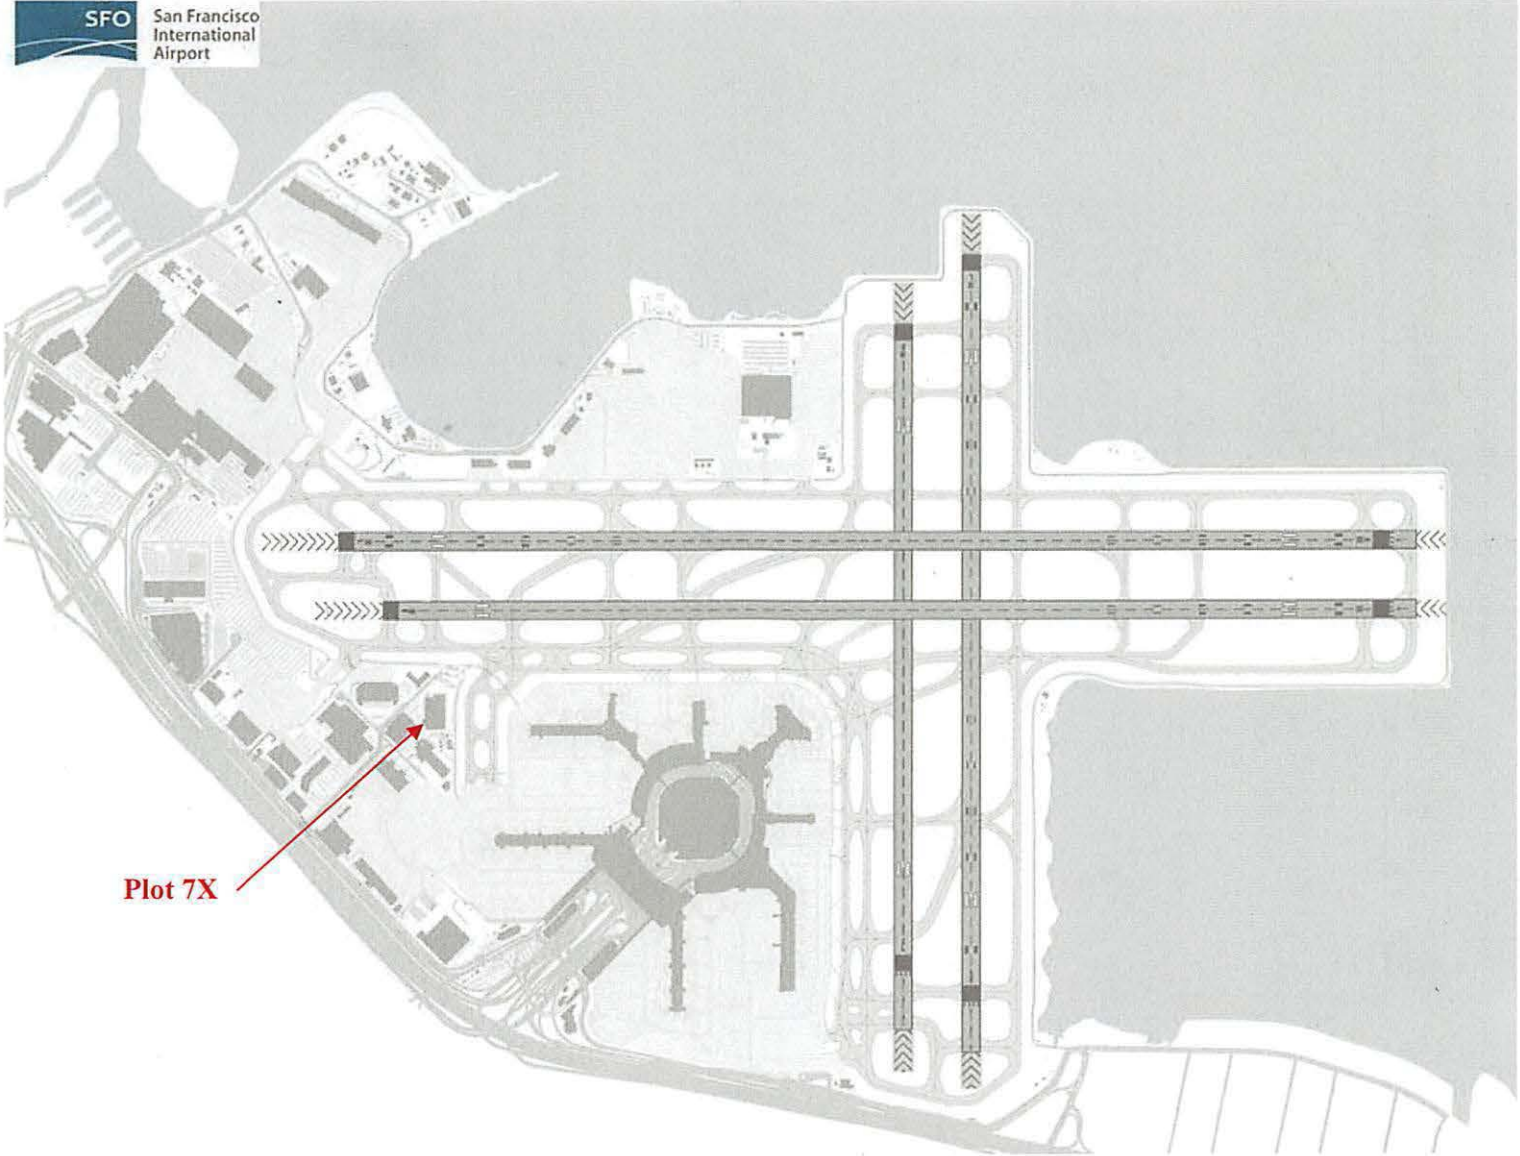 SFO
San Francisco
International
Airport
Plot 7X